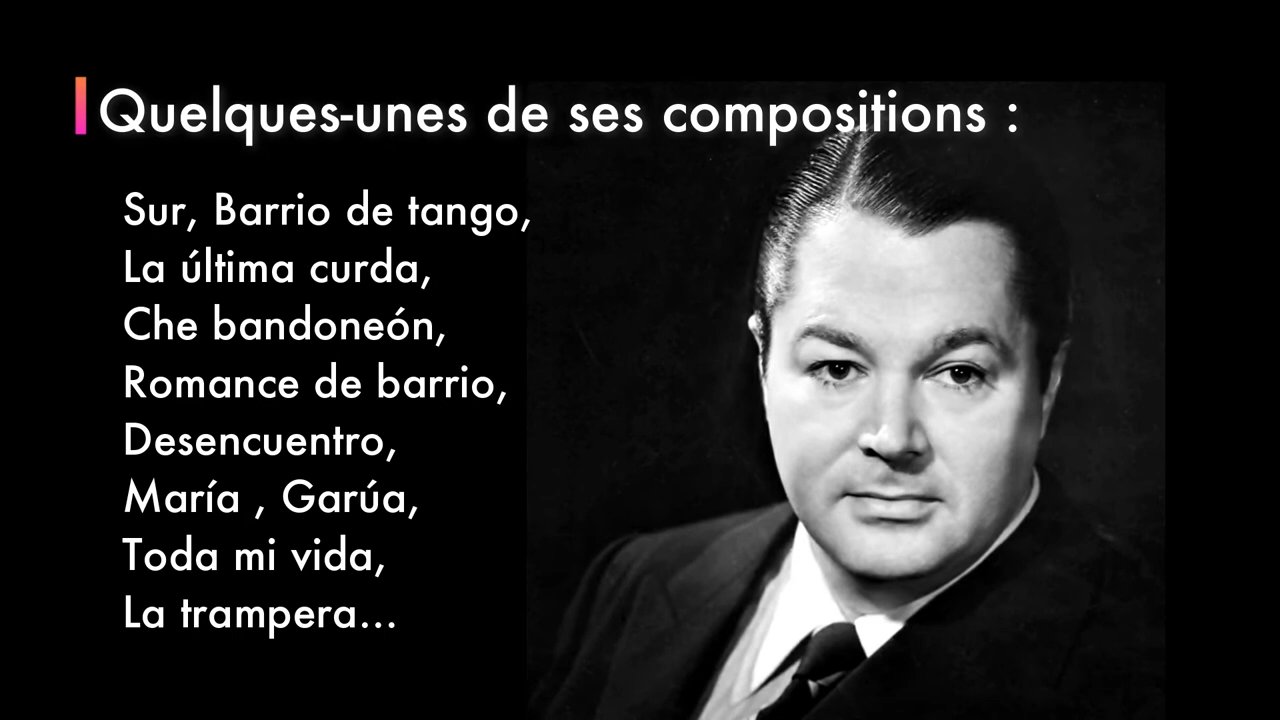 Quelques-unes de ses compositions :
Sur, Barrio de tango,
La última curda,
Che bandoneón,
Romance de barrio,
Desencuentro,
María , Garúa,
Toda mi vida,
La trampera...